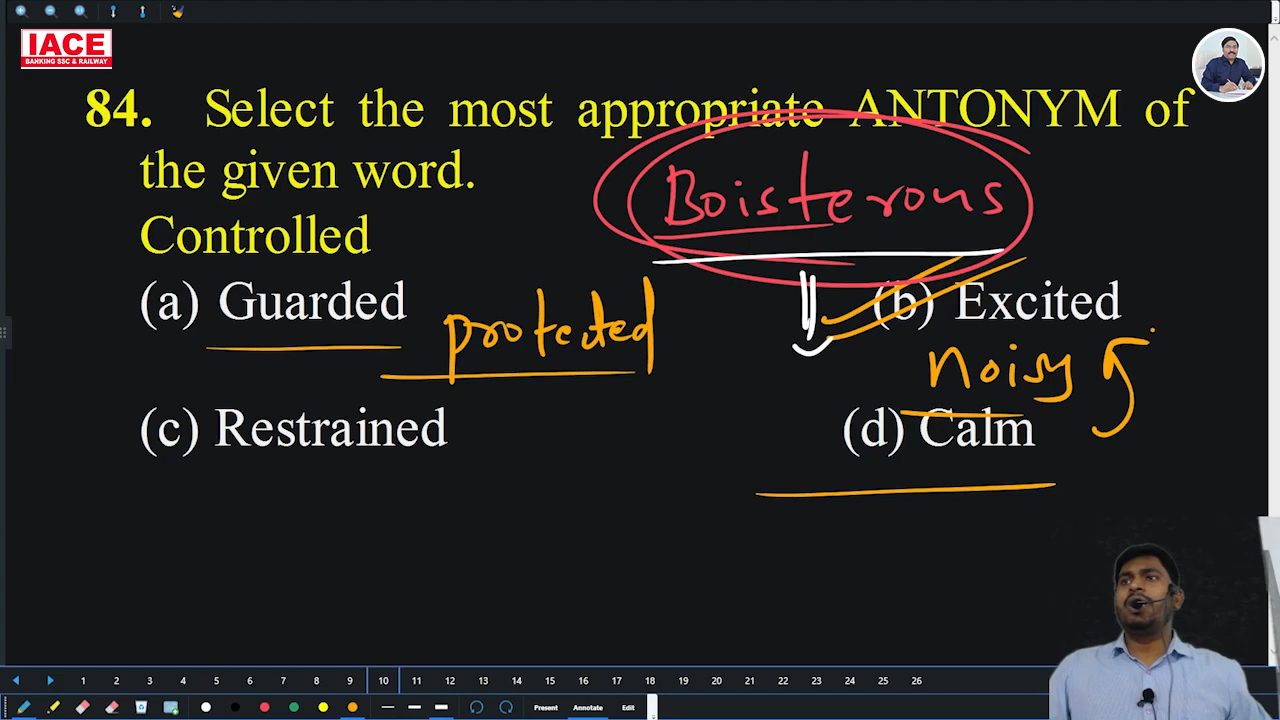 IACE
BANKING SSC & RAILWAY
84. Select the most appropriate ANTONYM of
the given word.
Boisterous
Controlled
(a) Guarded
protected
(b) Excited
noisy
(c) Restrained
(d) Calm
1 2 3 4 5 6 7 8 9 10 11 12 13 14 15 16 17 18 19 20 21 22 23 24 25 26
Present Annotate Edit